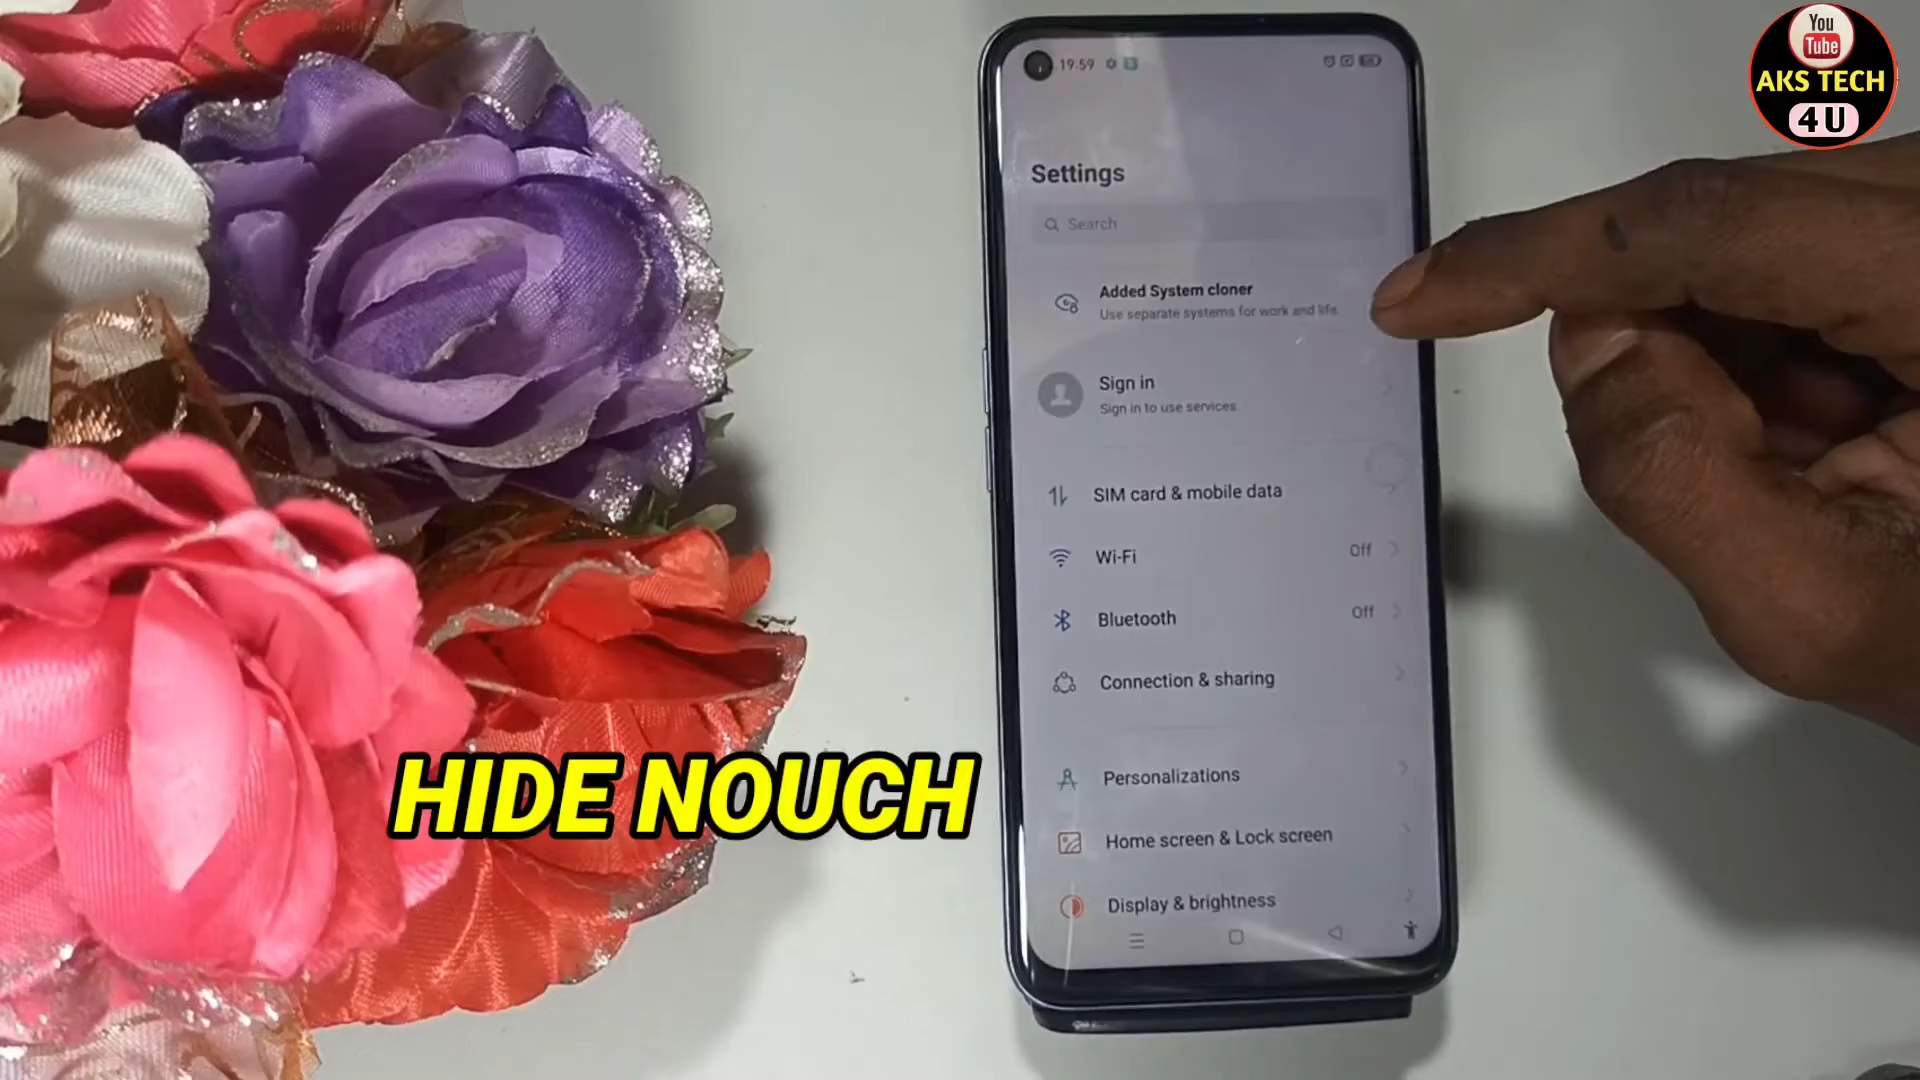 You
Tube
AKS TECH
4U
19:59
Settings
Search
Added System cloner
Use separate systems for work and life.
Sign in
Sign in to use services.
SIM card & mobile data
Wi-Fi Off
Bluetooth Off
Connection & sharing
Personalizations
Home screen & Lock screen
Display & brightness
HIDE NOUCH